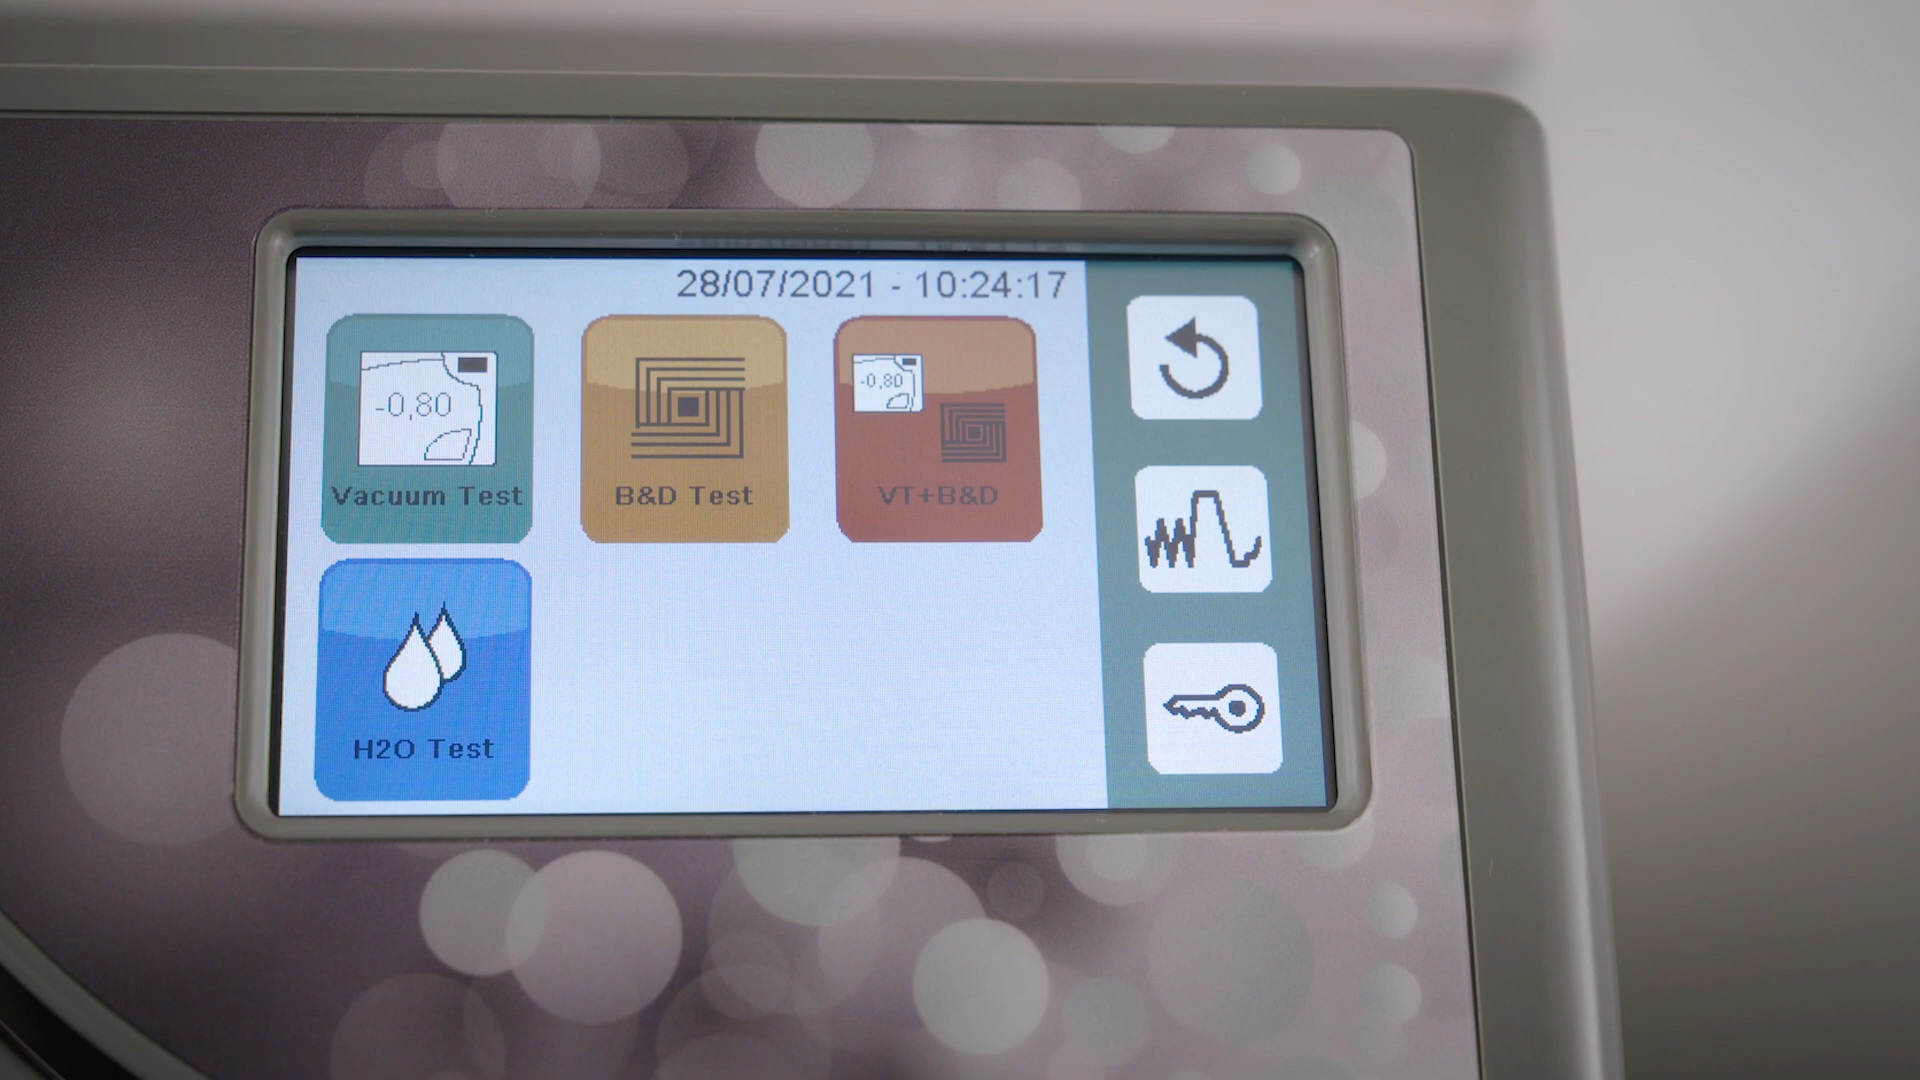 28/07/2021 - 10:24:17
-0,80
Vacuum Test
B&D Test
-0,80
VT+B&D
H2O Test